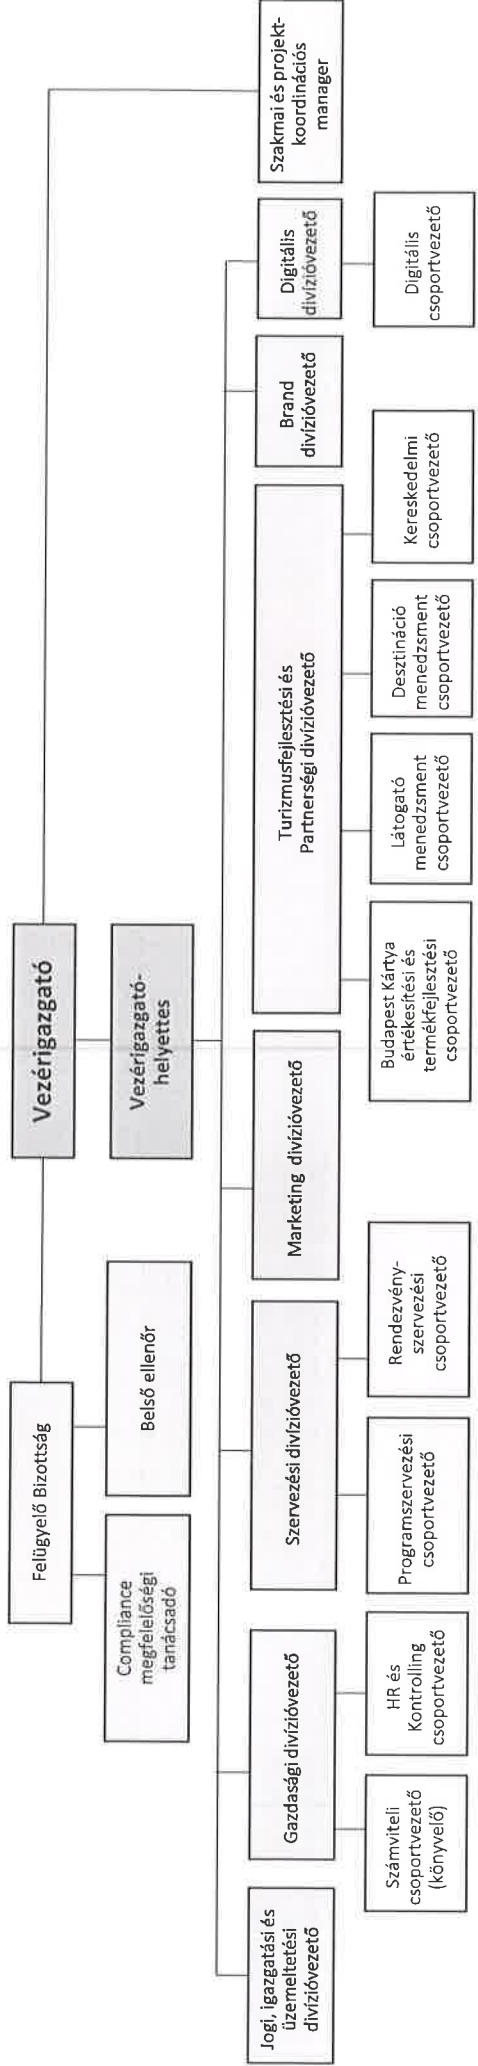 Vezérigazgató
Vezérigazgató-
helyettes
Felügyelő Bizottság
Compliance
megfelelőségi
tanácsadó
Belső ellenőr
Jogi, igazgatási és
üzemeltetési
divízióvezető
Gazdasági divízióvezető
Számviteli
csoportvezető
(könyvelő)
HR és
Kontrolling
csoportvezető
Szervezési divízióvezető
Programszervezési
csoportvezető
Rendezvény-
szervezési
csoportvezető
Marketing divízióvezető
Turizmusfejlesztési és
Partnerségi divízióvezető
Budapest Kártya
értékesítési és
termékfejlesztési
csoportvezető
Látogató
menedzsment
csoportvezető
Desztináció
menedzsment
csoportvezető
Kereskedelmi
csoportvezető
Brand
divízióvezető
Digitális
divízióvezető
Digitális
csoportvezető
Szakmai és projekt-
koordinációs
manager